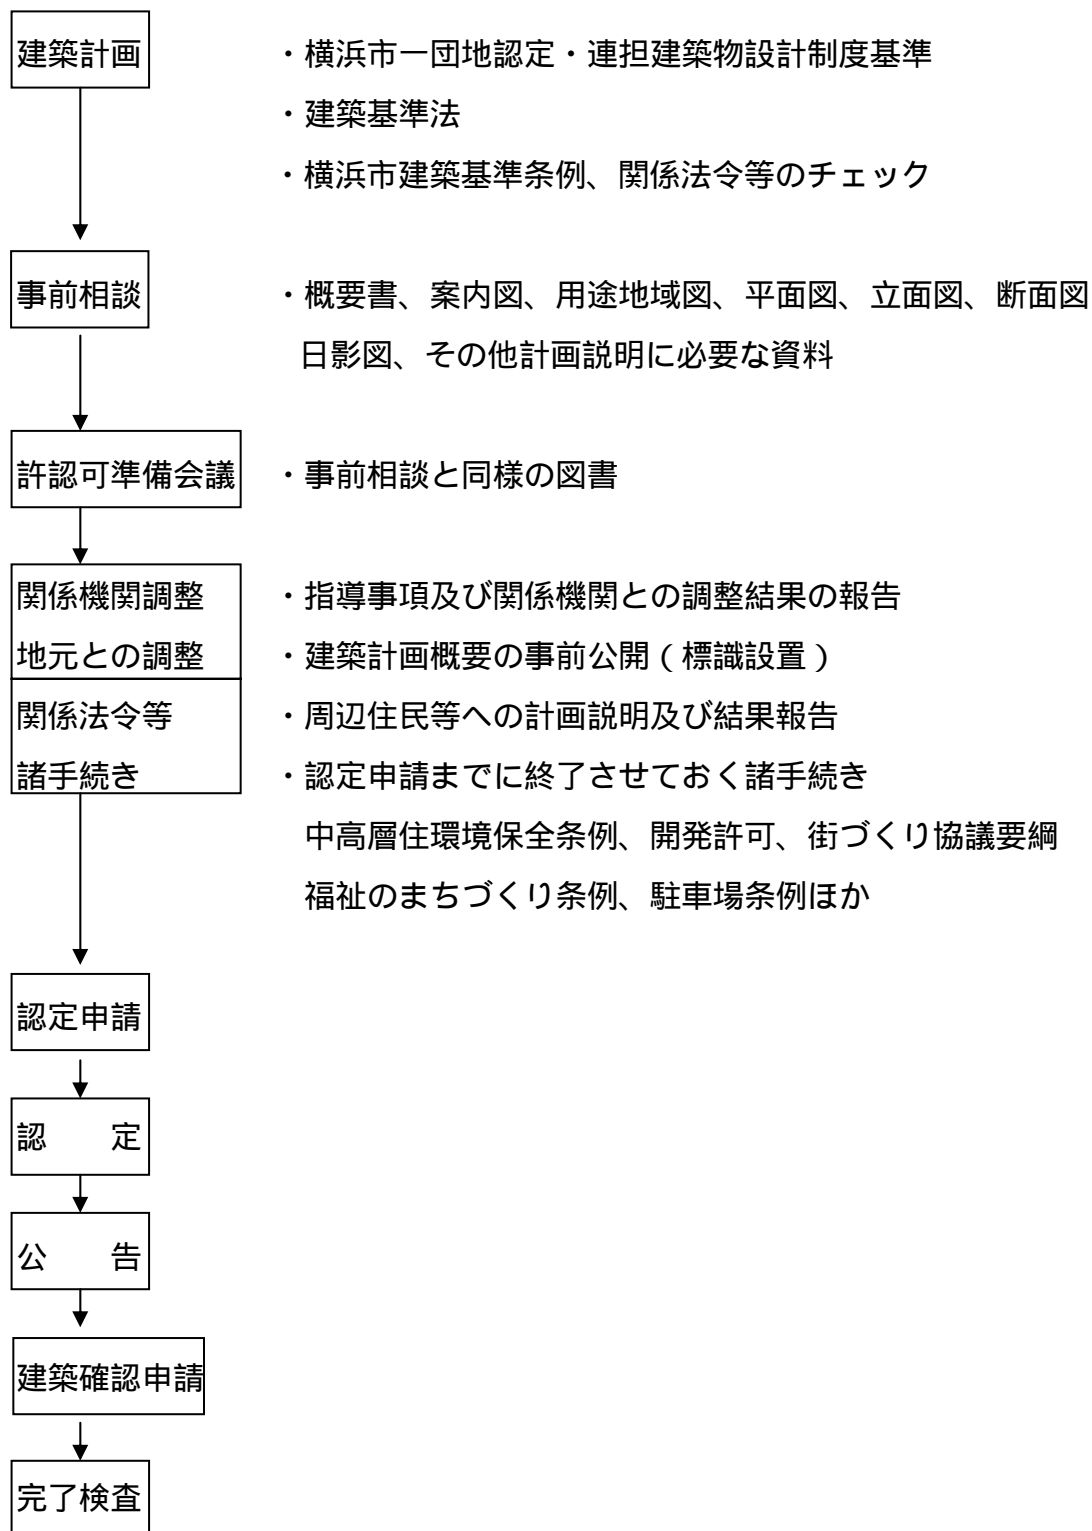 建築計画 ・横浜市一団地認定・連担建築物設計制度基準
・建築基準法
・横浜市建築基準条例、関係法令等のチェック
事前相談 ・概要書、案内図、用途地域図、平面図、立面図、断面図
日影図、その他計画説明に必要な資料
許認可準備会議 ・事前相談と同様の図書
関係機関調整 ・指導事項及び関係機関との調整結果の報告
地元との調整 ・建築計画概要の事前公開（標識設置）
関係法令等 ・周辺住民等への計画説明及び結果報告
諸手続き ・認定申請までに終了させておく諸手続き
中高層住環境保全条例、開発許可、街づくり協議要綱
福祉のまちづくり条例、駐車場条例ほか
認定申請
認　　定
公　　告
建築確認申請
完了検査